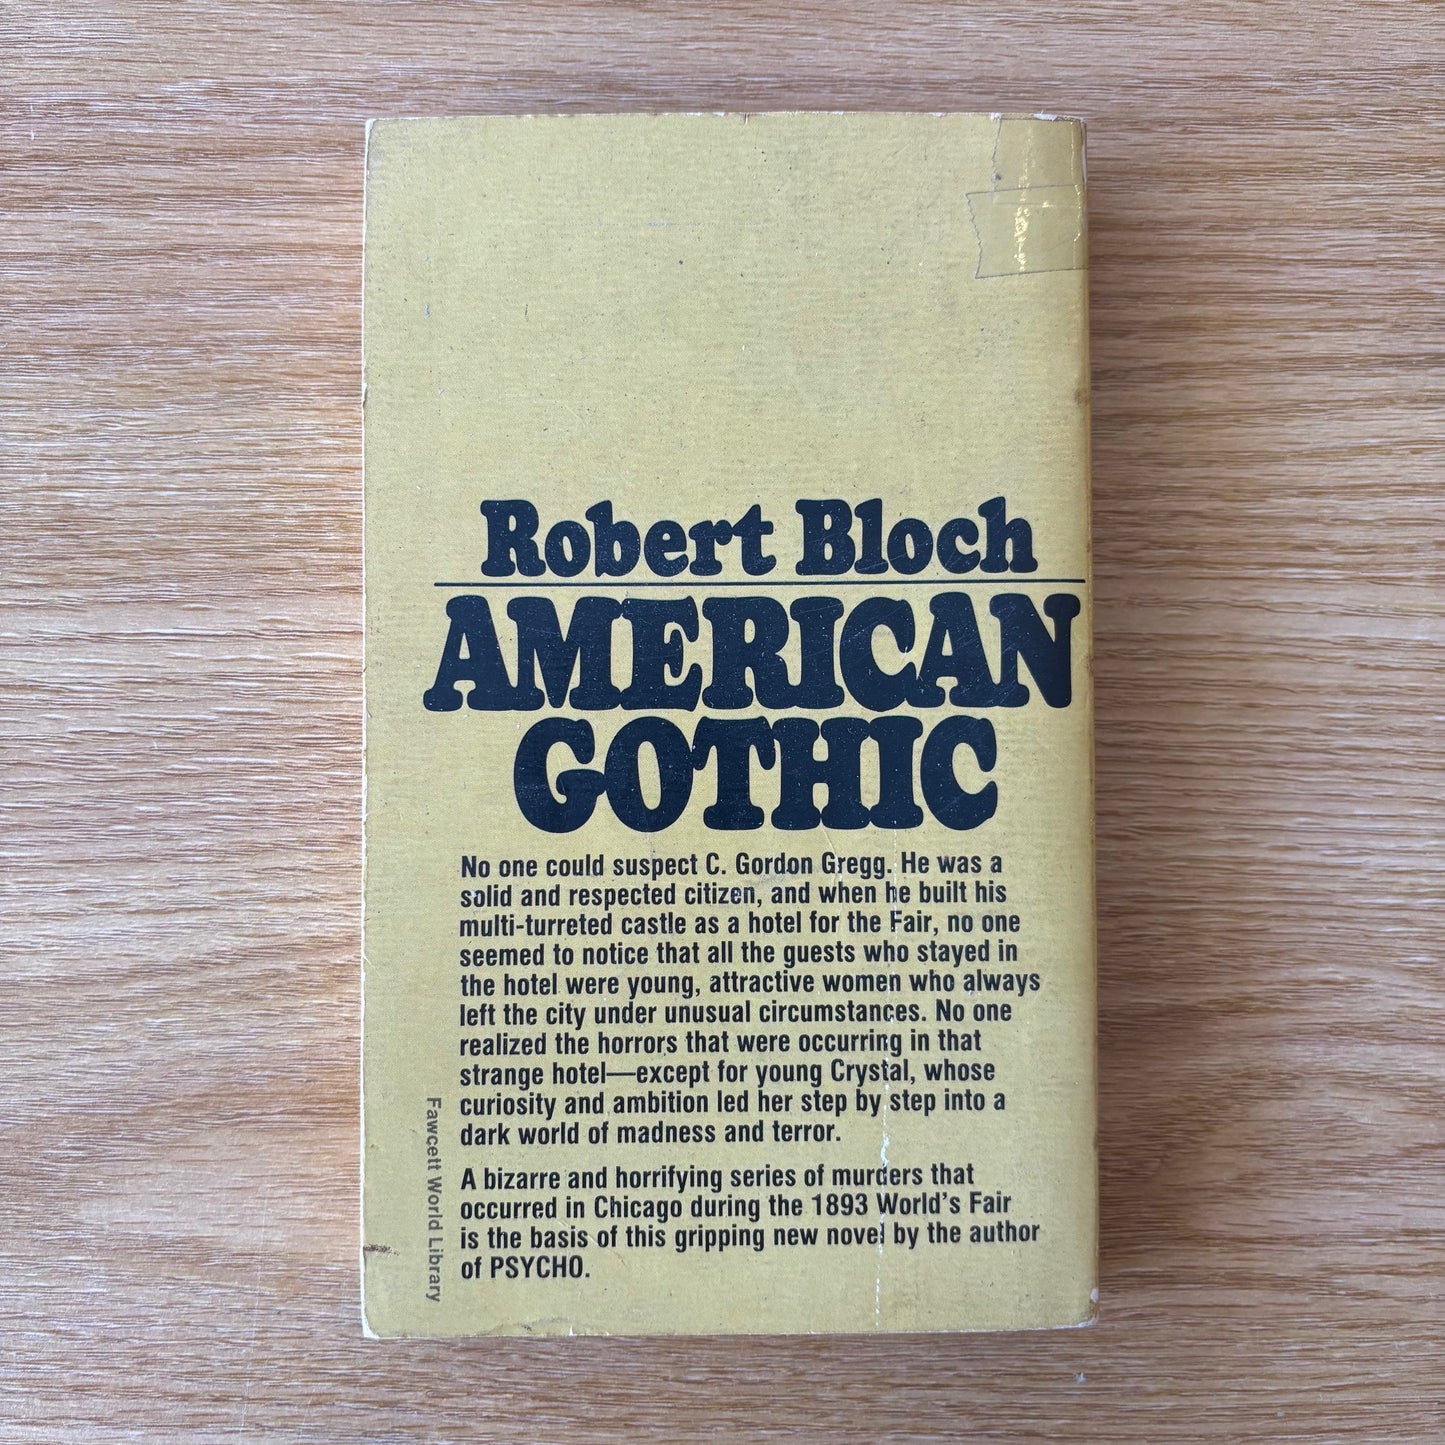 Robert Bloch
AMERICAN
GOTHIC
No one could suspect C. Gordon Gregg. He was a
solid and respected citizen, and when he built his
multi-turreted castle as a hotel for the Fair, no one
seemed to notice that all the guests who stayed in
the hotel were young, attractive women who always
left the city under unusual circumstances. No one
realized the horrors that were occurring in that
strange hotel—except for young Crystal, whose
curiosity and ambition led her step by step into a
dark world of madness and terror.
A bizarre and horrifying series of murders that
occurred in Chicago during the 1893 World's Fair
is the basis of this gripping new novel by the author
of PSYCHO.
Fawcett World Library